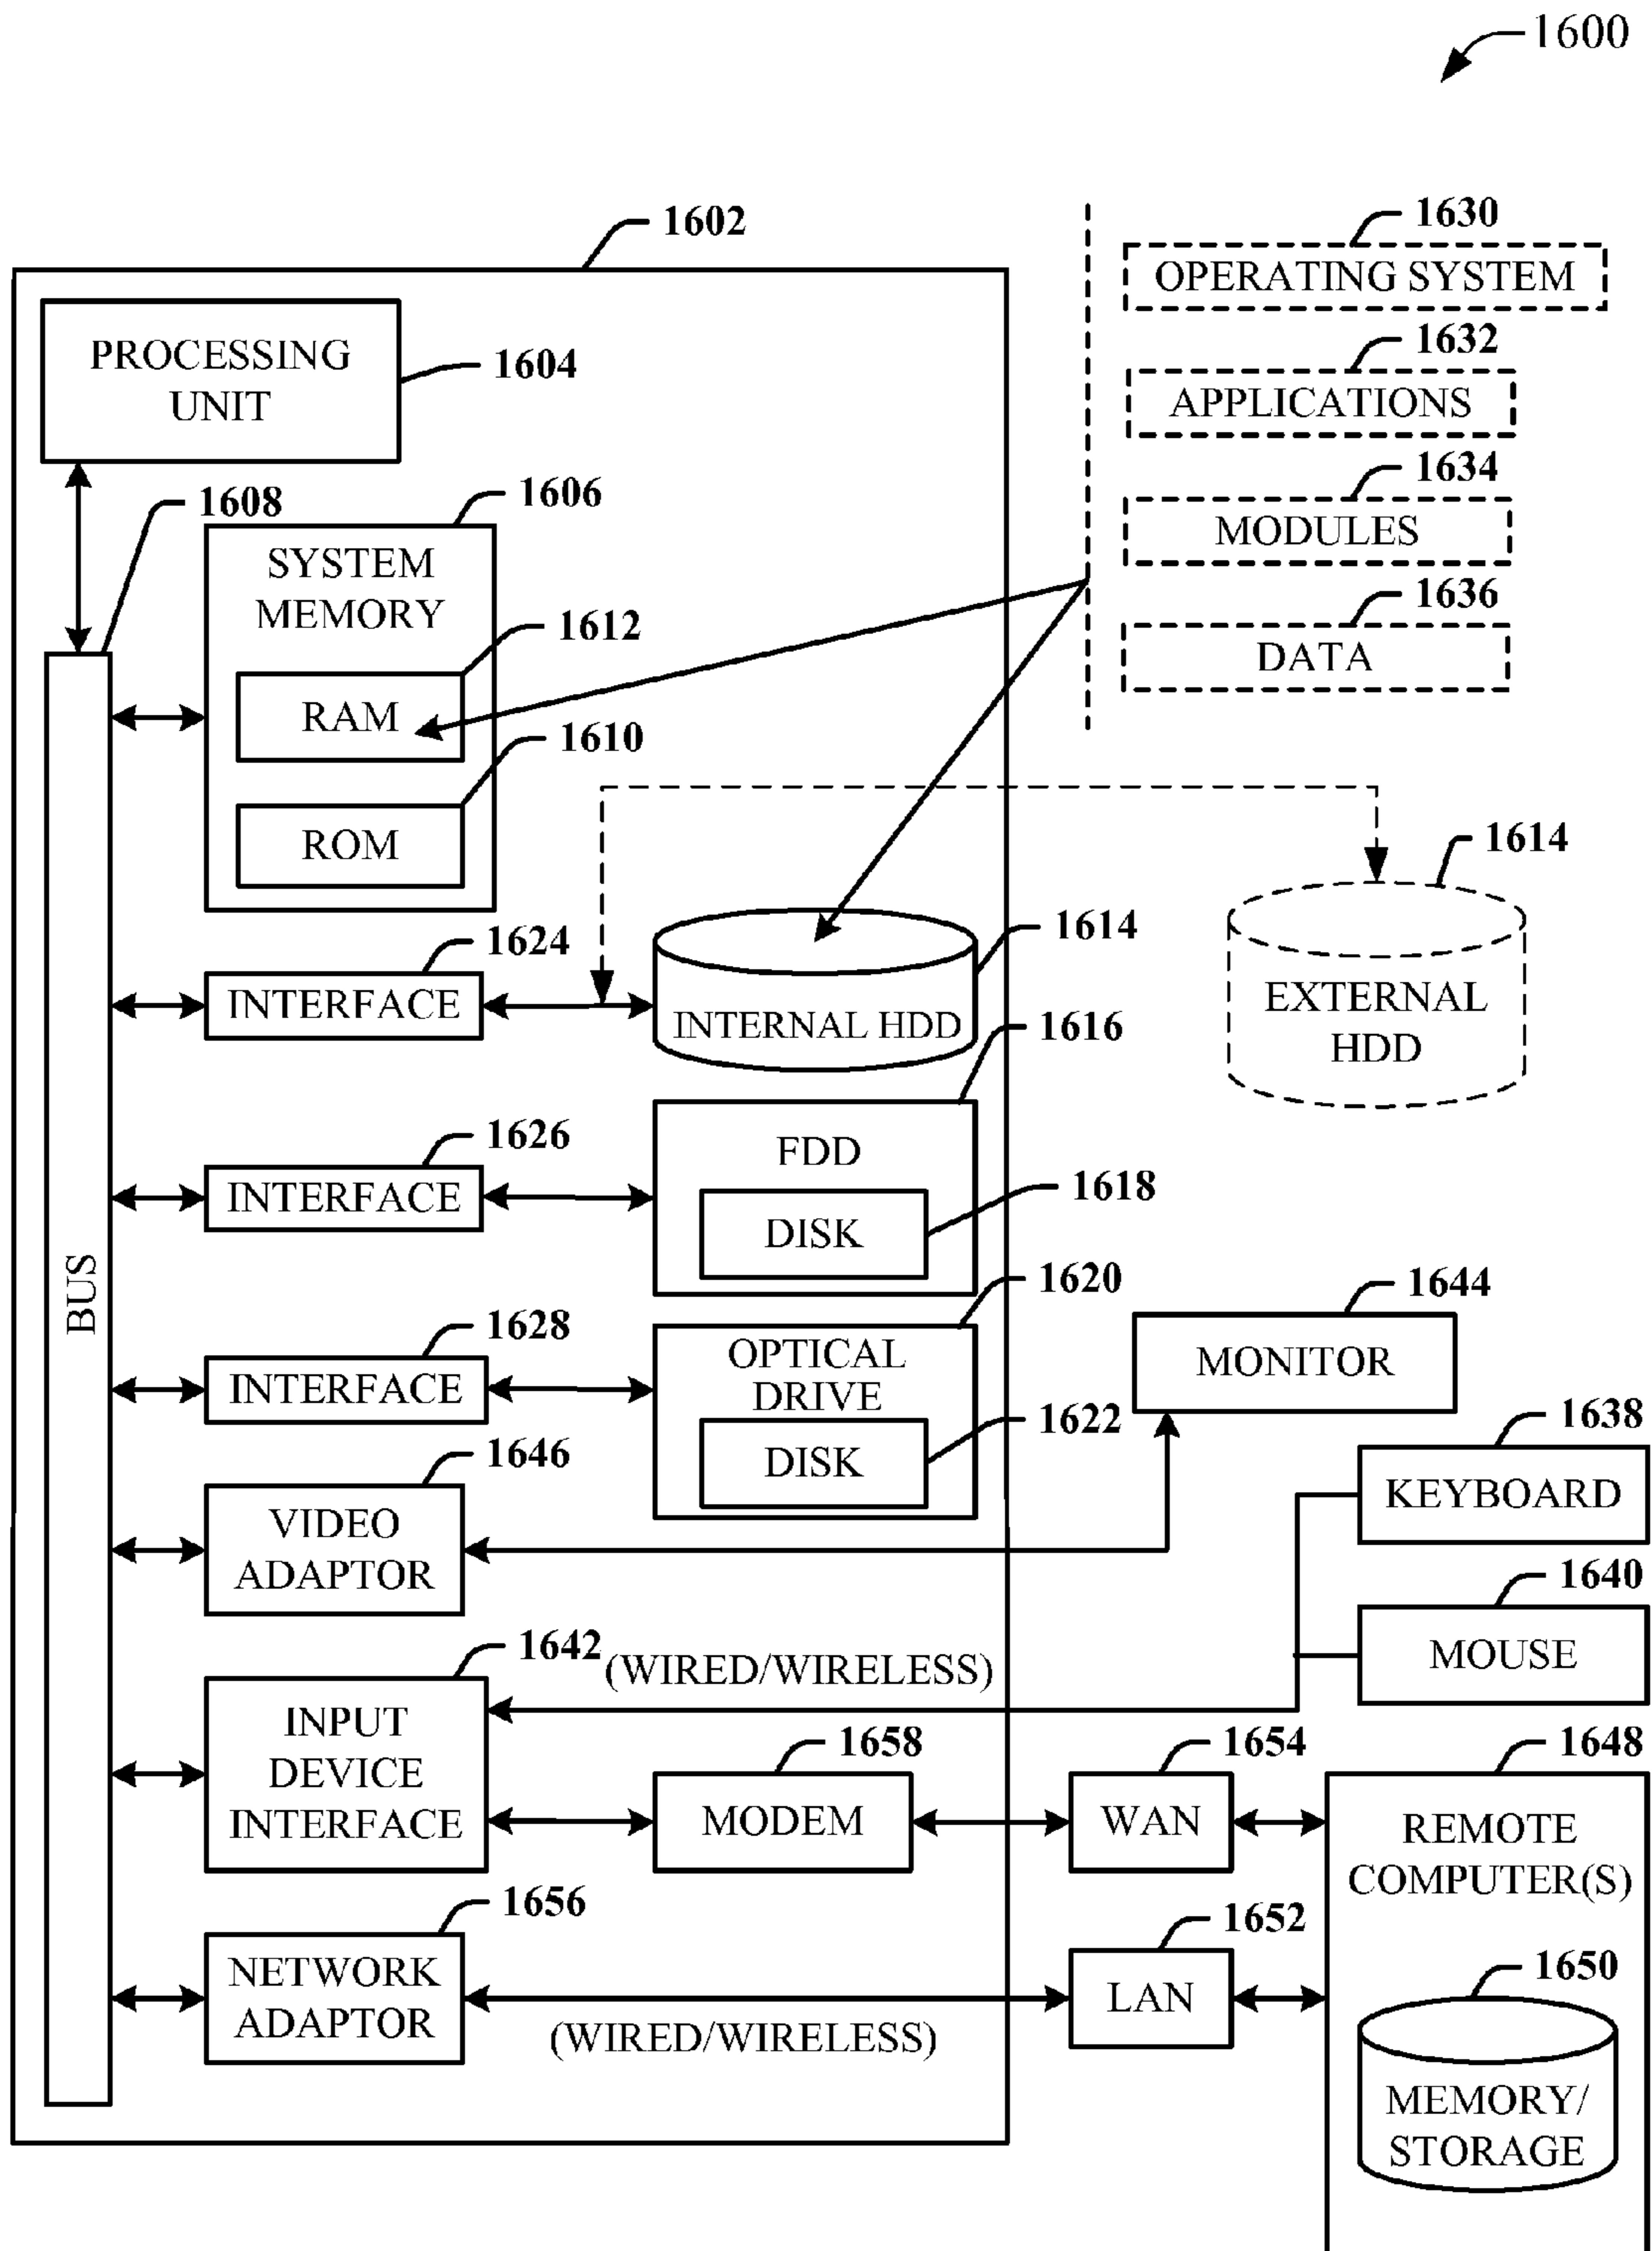 1600
1602
1630
OPERATING SYSTEM
1632
APPLICATIONS
1634
MODULES
1636
DATA
PROCESSING
UNIT
1604
1608
1606
SYSTEM
MEMORY
1612
RAM
1610
ROM
1614
EXTERNAL
HDD
1624
INTERFACE
1614
INTERNAL HDD
1616
FDD
1618
DISK
1626
INTERFACE
BUS
1620
OPTICAL
DRIVE
1622
DISK
1628
INTERFACE
1644
MONITOR
1646
VIDEO
ADAPTOR
1638
KEYBOARD
1640
MOUSE
1642
(WIRED/WIRELESS)
INPUT
DEVICE
INTERFACE
1658
MODEM
1654
WAN
1648
REMOTE
COMPUTER(S)
1656
NETWORK
ADAPTOR
(WIRED/WIRELESS)
1652
LAN
1650
MEMORY/
STORAGE